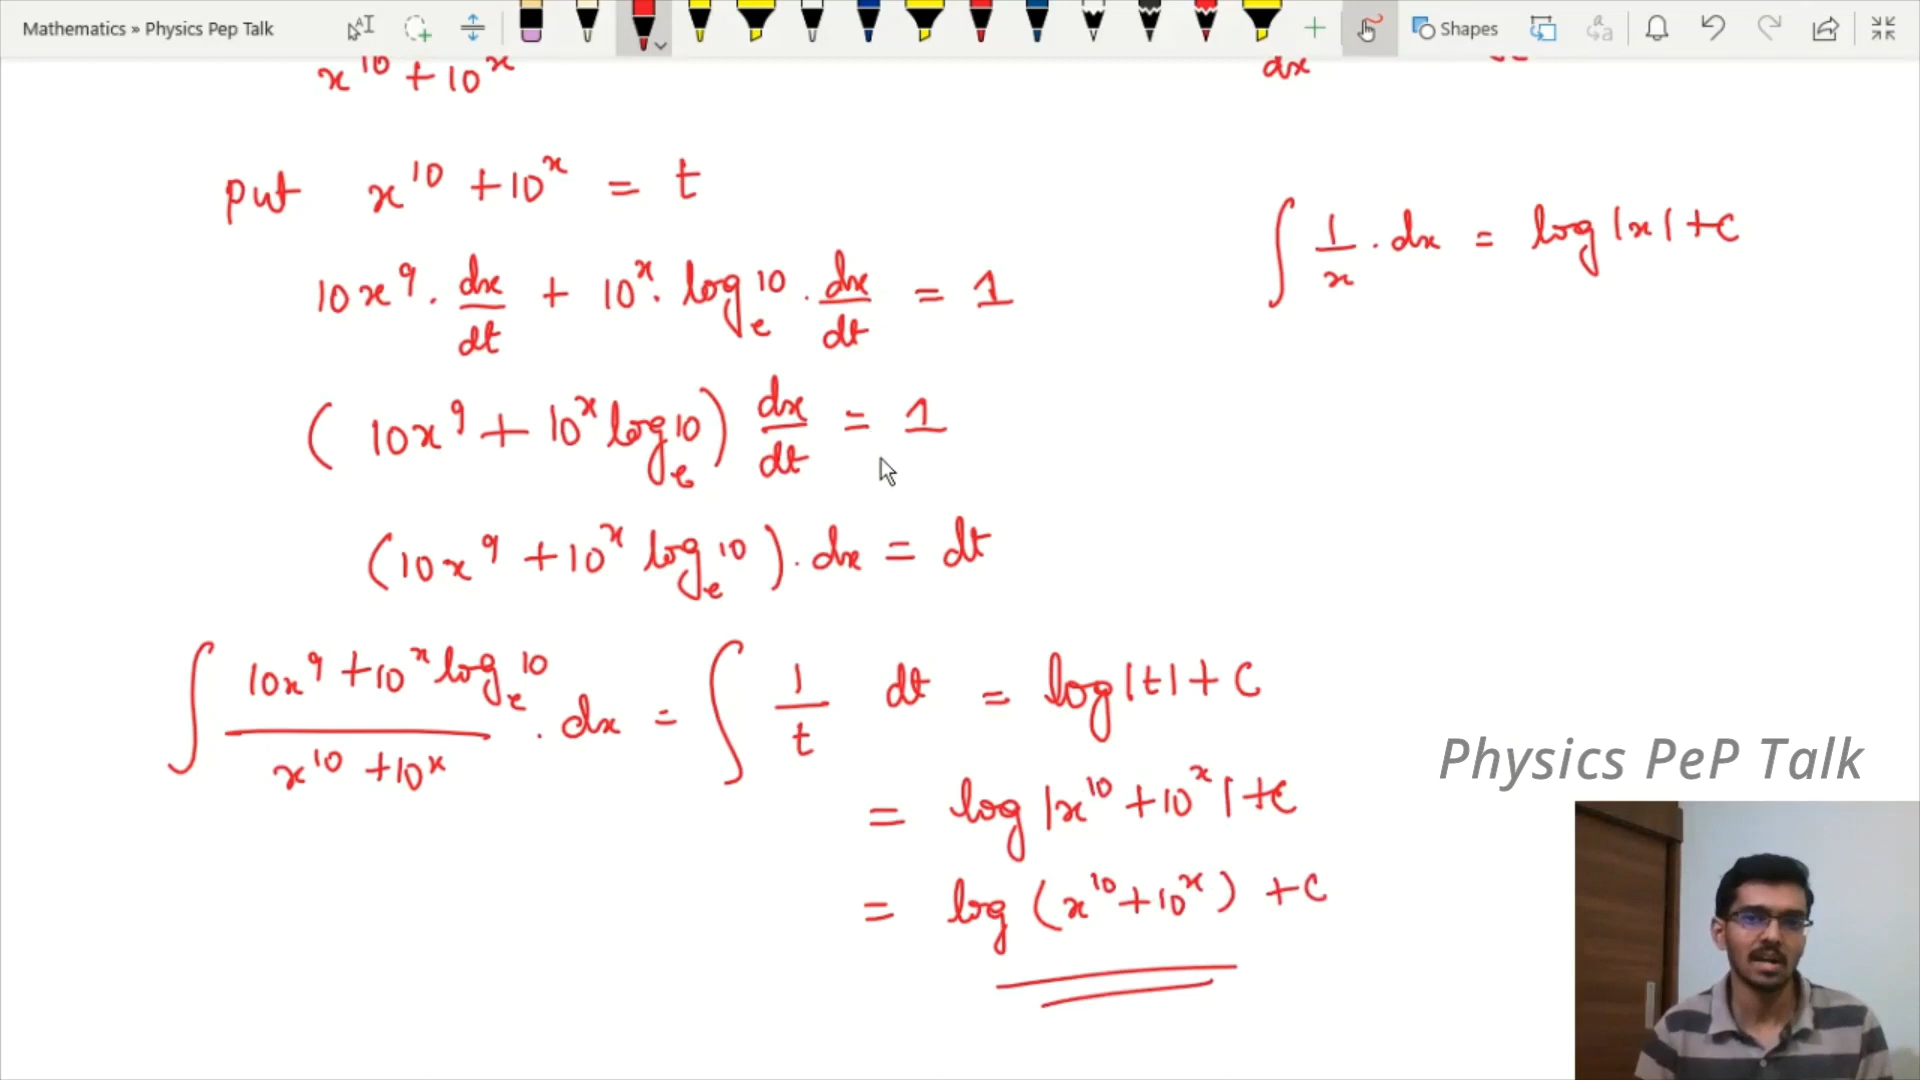 Mathematics » Physics Pep Talk
Shapes
x^10 + 10^x
dx
put x^10 + 10^x = t
∫ 1/x . dx = log |x| + c
10x^9 . dx/dt + 10^x . log_e 10 . dx/dt = 1
(10x^9 + 10^x log_e 10) dx/dt = 1
(10x^9 + 10^x log_e 10) . dx = dt
∫ (10x^9 + 10^x log_e 10)/(x^10 + 10^x) . dx = ∫ 1/t dt = log |t| + C
= log |x^10 + 10^x| + C
= log (x^10 + 10^x) + C
Physics PeP Talk